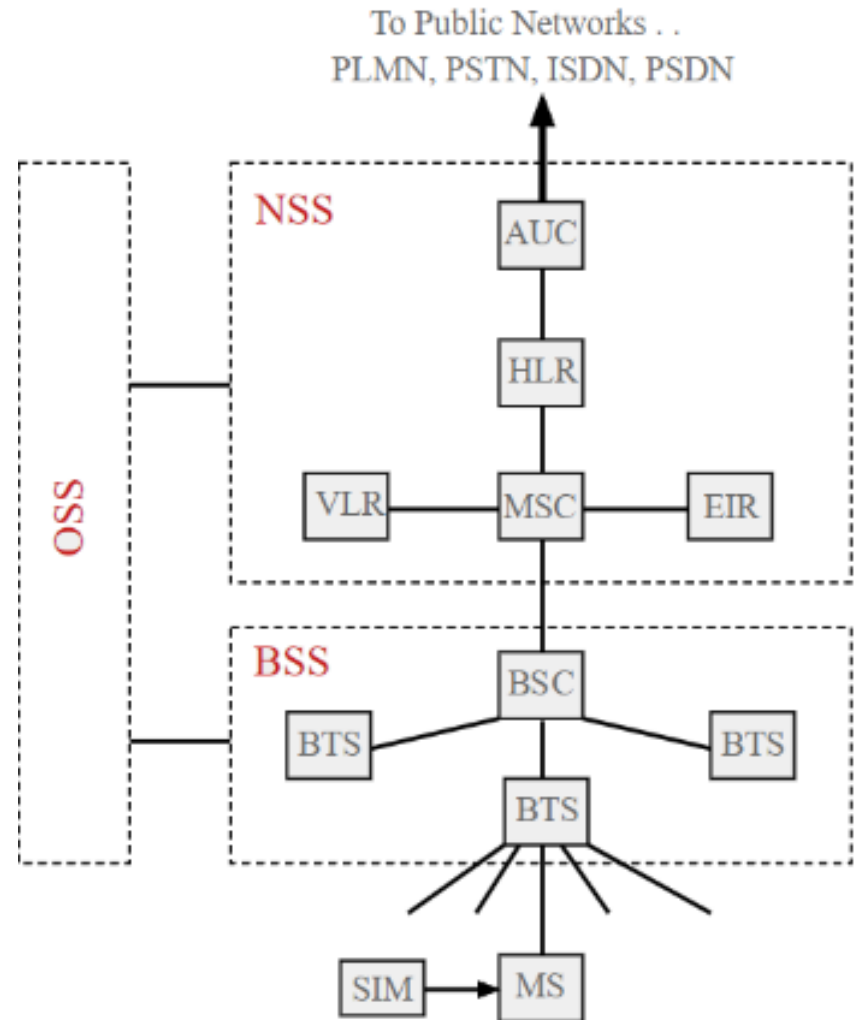 To Public Networks . .
PLMN, PSTN, ISDN, PSDN
NSS
AUC
HLR
VLR
MSC
EIR
OSS
BSS
BSC
BTS
BTS
BTS
SIM
MS